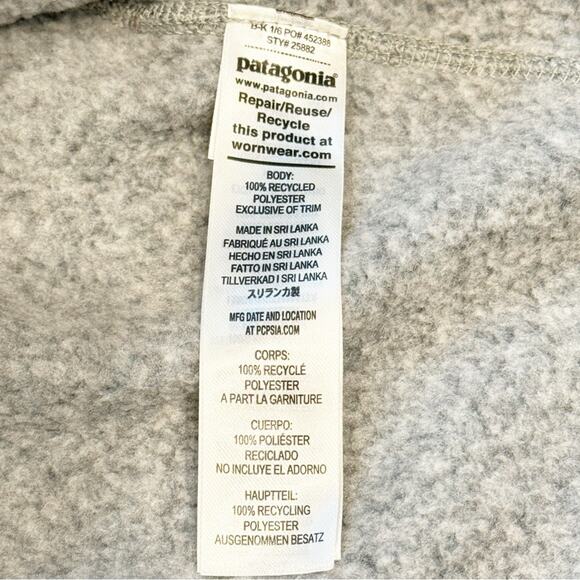 B-K 1/6 PO# 452388
STY# 25882
patagonia®
www.patagonia.com
Repair/Reuse/
Recycle
this product at
wornwear.com
BODY:
100% RECYCLED
POLYESTER
EXCLUSIVE OF TRIM
MADE IN SRI LANKA
FABRIQUÉ AU SRI LANKA
HECHO EN SRI LANKA
FATTO IN SRI LANKA
TILLVERKAD I SRI LANKA
スリランカ製
MFG DATE AND LOCATION
AT PCPSIA.COM
CORPS:
100% RECYCLÉ
POLYESTER
A PART LA GARNITURE
CUERPO:
100% POLIÉSTER
RECICLADO
NO INCLUYE EL ADORNO
HAUPTTEIL:
100% RECYCLING
POLYESTER
AUSGENOMMEN BESATZ